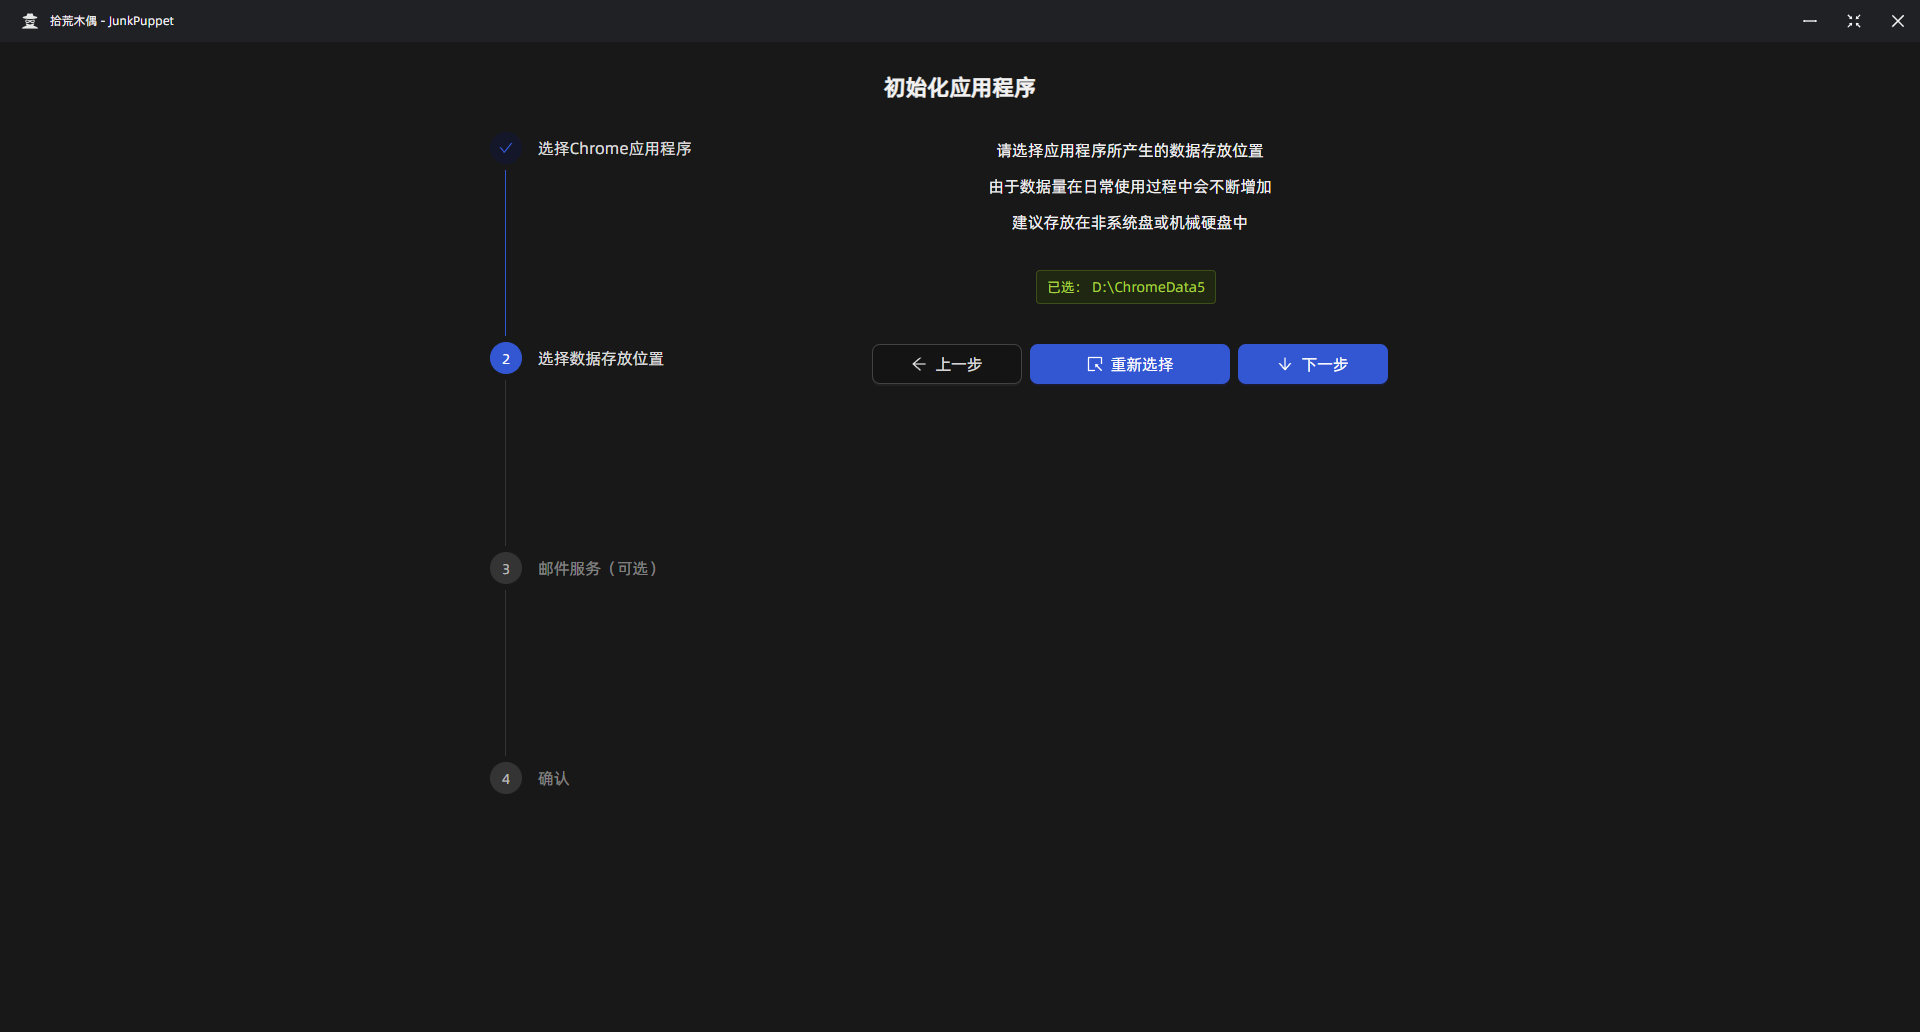 拾荒木偶 - JunkPuppet
初始化应用程序
选择Chrome应用程序
请选择应用程序所产生的数据存放位置
由于数据量在日常使用过程中会不断增加
建议存放在非系统盘或机械硬盘中
已选： D:\ChromeData5
2 选择数据存放位置
上一步 重新选择 下一步
3 邮件服务（可选）
4 确认